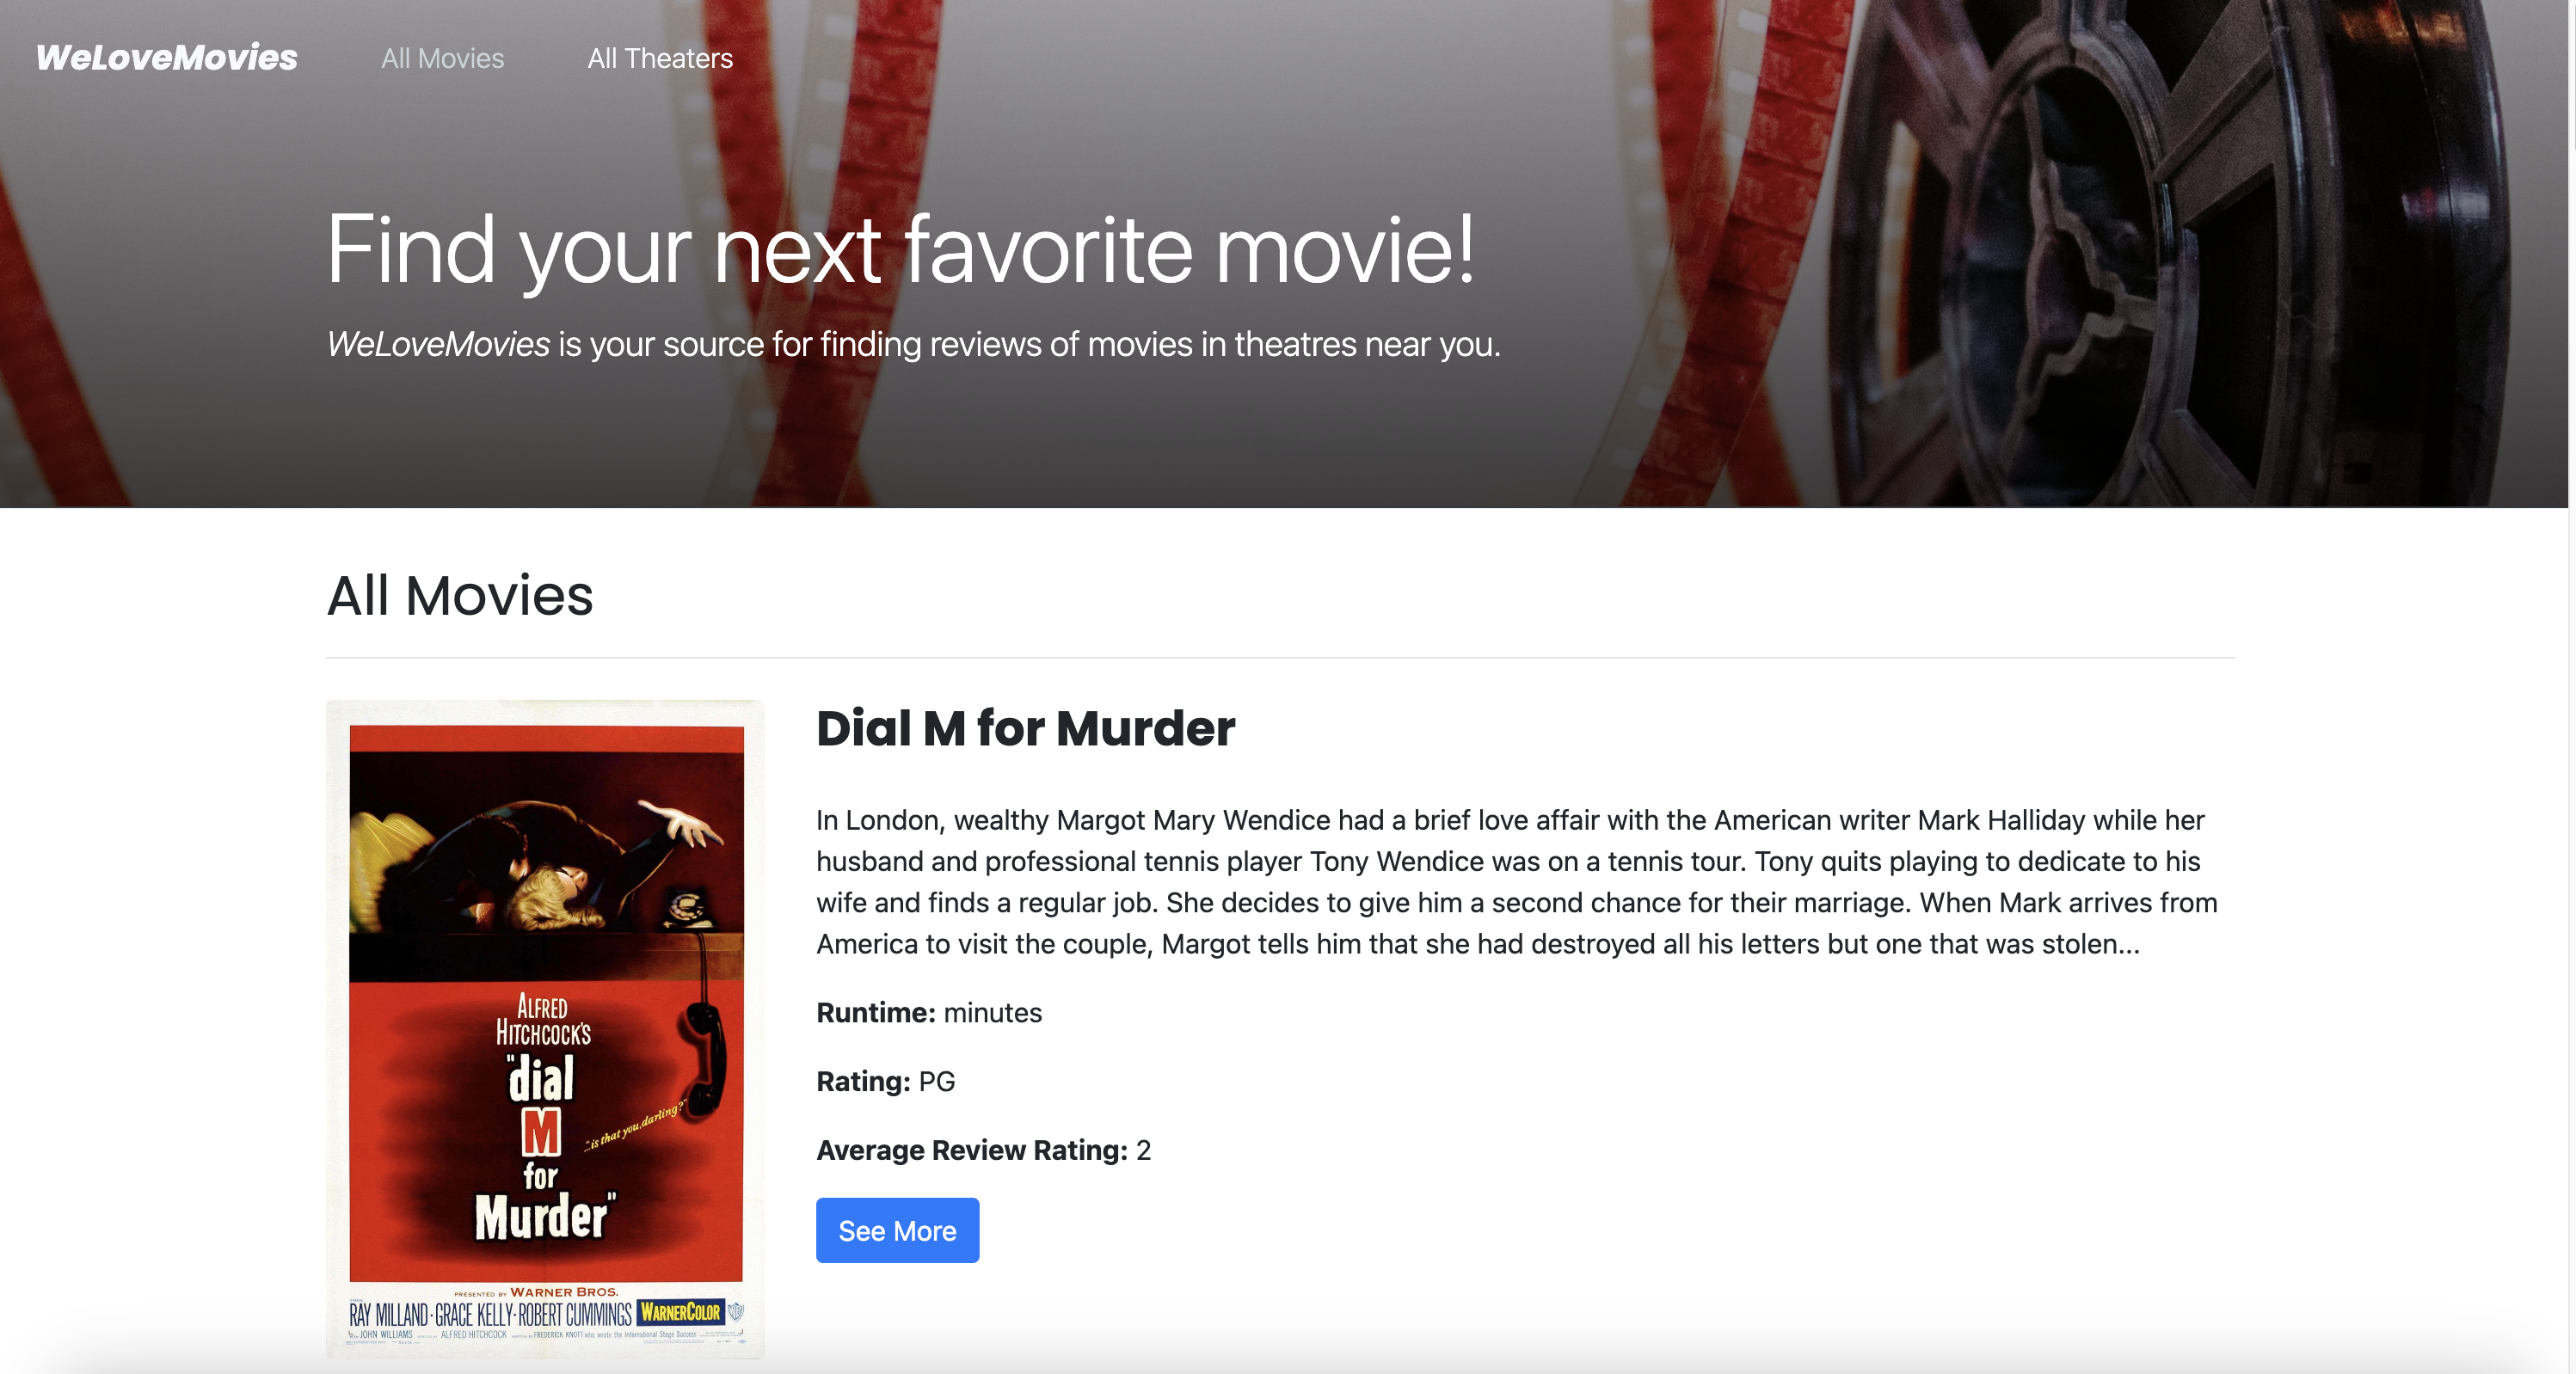 WeLoveMovies All Movies All Theaters
Find your next favorite movie!
WeLoveMovies is your source for finding reviews of movies in theatres near you.
All Movies
Dial M for Murder
In London, wealthy Margot Mary Wendice had a brief love affair with the American writer Mark Halliday while her
husband and professional tennis player Tony Wendice was on a tennis tour. Tony quits playing to dedicate to his
wife and finds a regular job. She decides to give him a second chance for their marriage. When Mark arrives from
America to visit the couple, Margot tells him that she had destroyed all his letters but one that was stolen...
Runtime: minutes
Rating: PG
Average Review Rating: 2
See More
ALFRED
HITCHCOCK'S
"dial
M
for
Murder"
"...is that you, darling?"
PRESENTED BY WARNER BROS.
RAY MILLAND · GRACE KELLY · ROBERT CUMMINGS WARNERCOLOR
JOHN WILLIAMS ALFRED HITCHCOCK FREDERICK KNOTT who wrote the International Stage Success